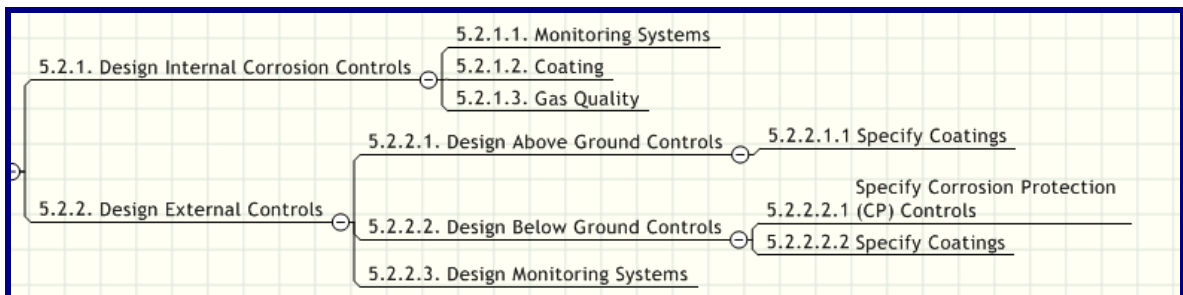 5.2.1. Design Internal Corrosion Controls
5.2.1.1. Monitoring Systems
5.2.1.2. Coating
5.2.1.3. Gas Quality
5.2.2. Design External Controls
5.2.2.1. Design Above Ground Controls
5.2.2.1.1 Specify Coatings
5.2.2.2. Design Below Ground Controls
Specify Corrosion Protection
5.2.2.2.1 (CP) Controls
5.2.2.2.2 Specify Coatings
5.2.2.3. Design Monitoring Systems